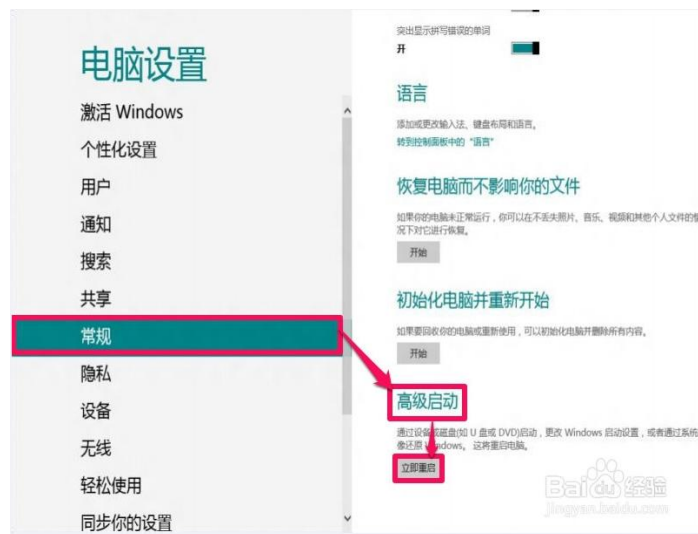 电脑设置
激活 Windows
个性化设置
用户
通知
搜索
共享
常规
隐私
设备
无线
轻松使用
同步你的设置
突出显示拼写错误的单词
开
语言
添加或更改输入法、键盘布局和语言。
转到控制面板中的“语言”
恢复电脑而不影响你的文件
如果你的电脑未正常运行，你可以在不丢失照片、音乐、视频和其他个人文件的情
况下对它进行恢复。
开始
初始化电脑并重新开始
如果要回收你的电脑或重新使用，可以初始化电脑并删除所有内容。
开始
高级启动
通过设备或磁盘(如 U 盘或 DVD)启动，更改 Windows 启动设置，或者通过系统
像还原 Windows。 这将重启电脑。
立即重启
Bai du 经验
jingyan.baidu.com